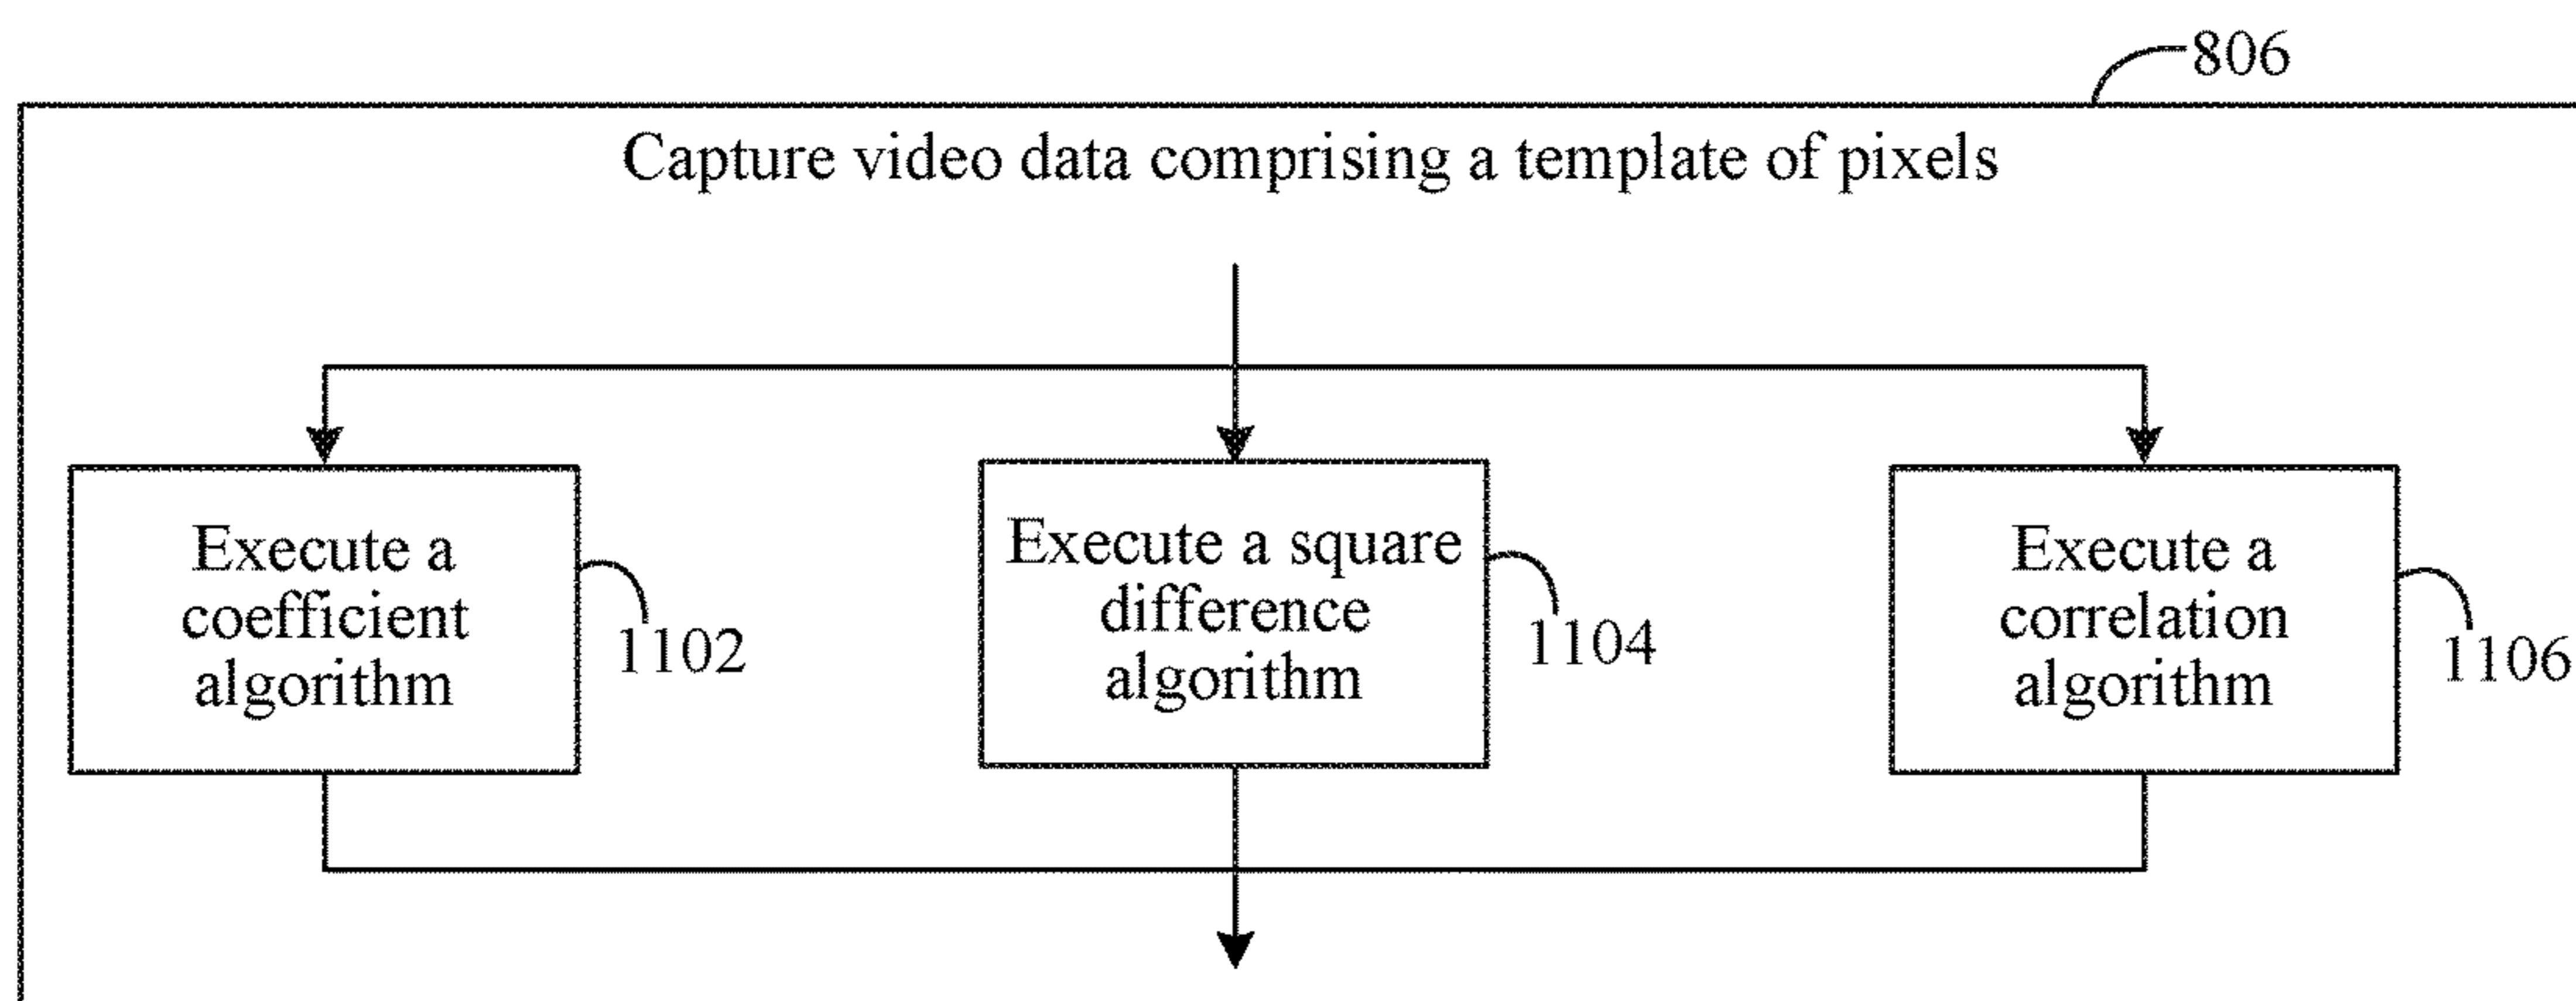 806
Capture video data comprising a template of pixels
Execute a
coefficient
algorithm
1102
Execute a square
difference
algorithm
1104
Execute a
correlation
algorithm
1106